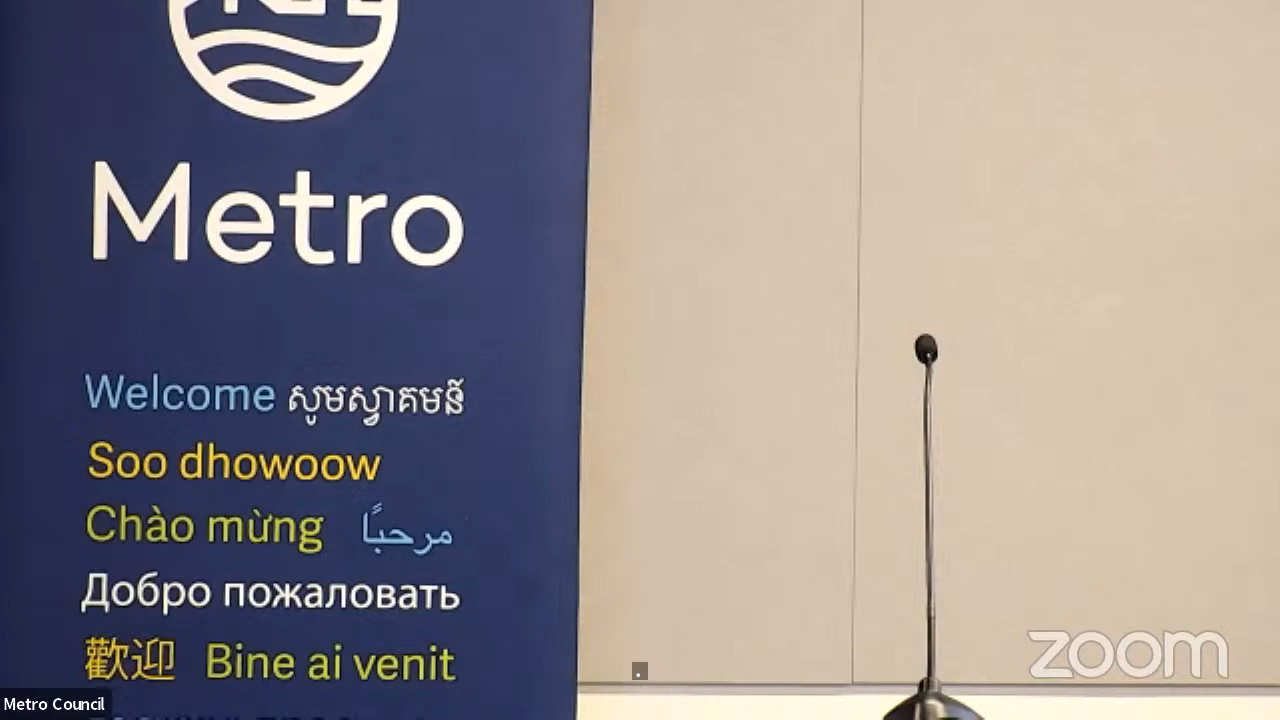 Metro
Welcome សូមស្វាគមន៍
Soo dhowoow
Chào mừng مرحبًا
Добро пожаловать
歡迎 Bine ai venit
Metro Council
zoom